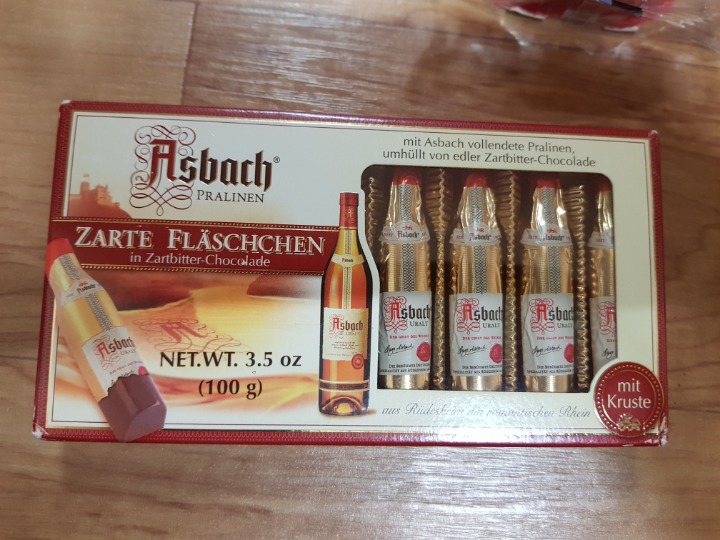 Asbach®
PRALINEN
ZARTE FLÄSCHCHEN
in Zartbitter-Chocolade
NET.WT. 3.5 oz
(100 g)
mit Asbach vollendete Pralinen,
umhüllt von edler Zartbitter-Chocolade
Asbach
URALT
Asbach
Asbach
URALT
Asbach
URALT
Asbach
URALT
aus Rüdesheim am romantischen Rhein
mit
Kruste